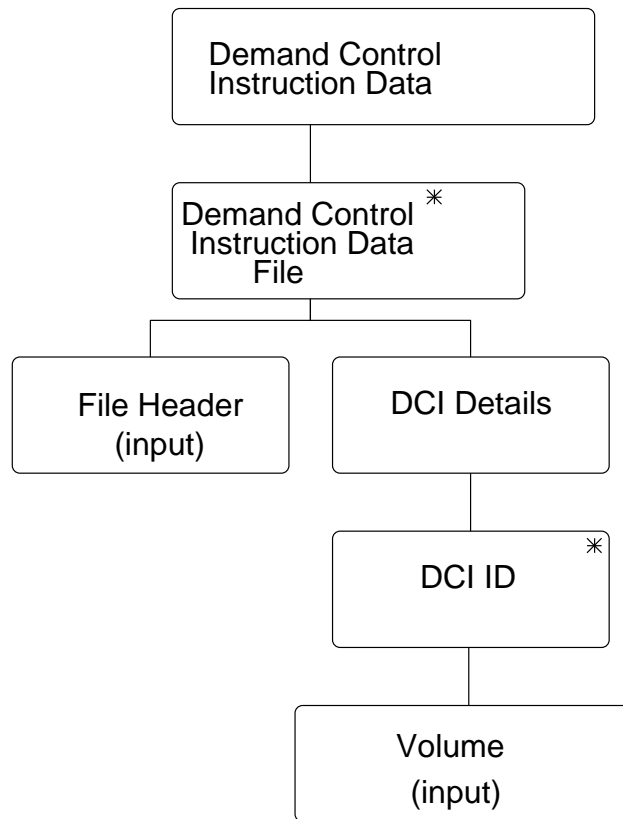 Demand Control
Instruction Data
Demand Control *
Instruction Data
File
File Header
(input)
DCI Details
DCI ID *
Volume
(input)